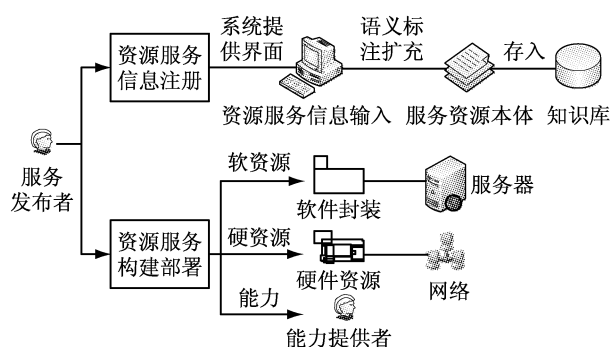 系统提
供界面
语义标
注扩充
存入
资源服务
信息注册
资源服务信息输入
服务资源本体
知识库
服务
发布者
软资源
软件封装
服务器
资源服务
构建部署
硬资源
硬件资源
网络
能力
能力提供者